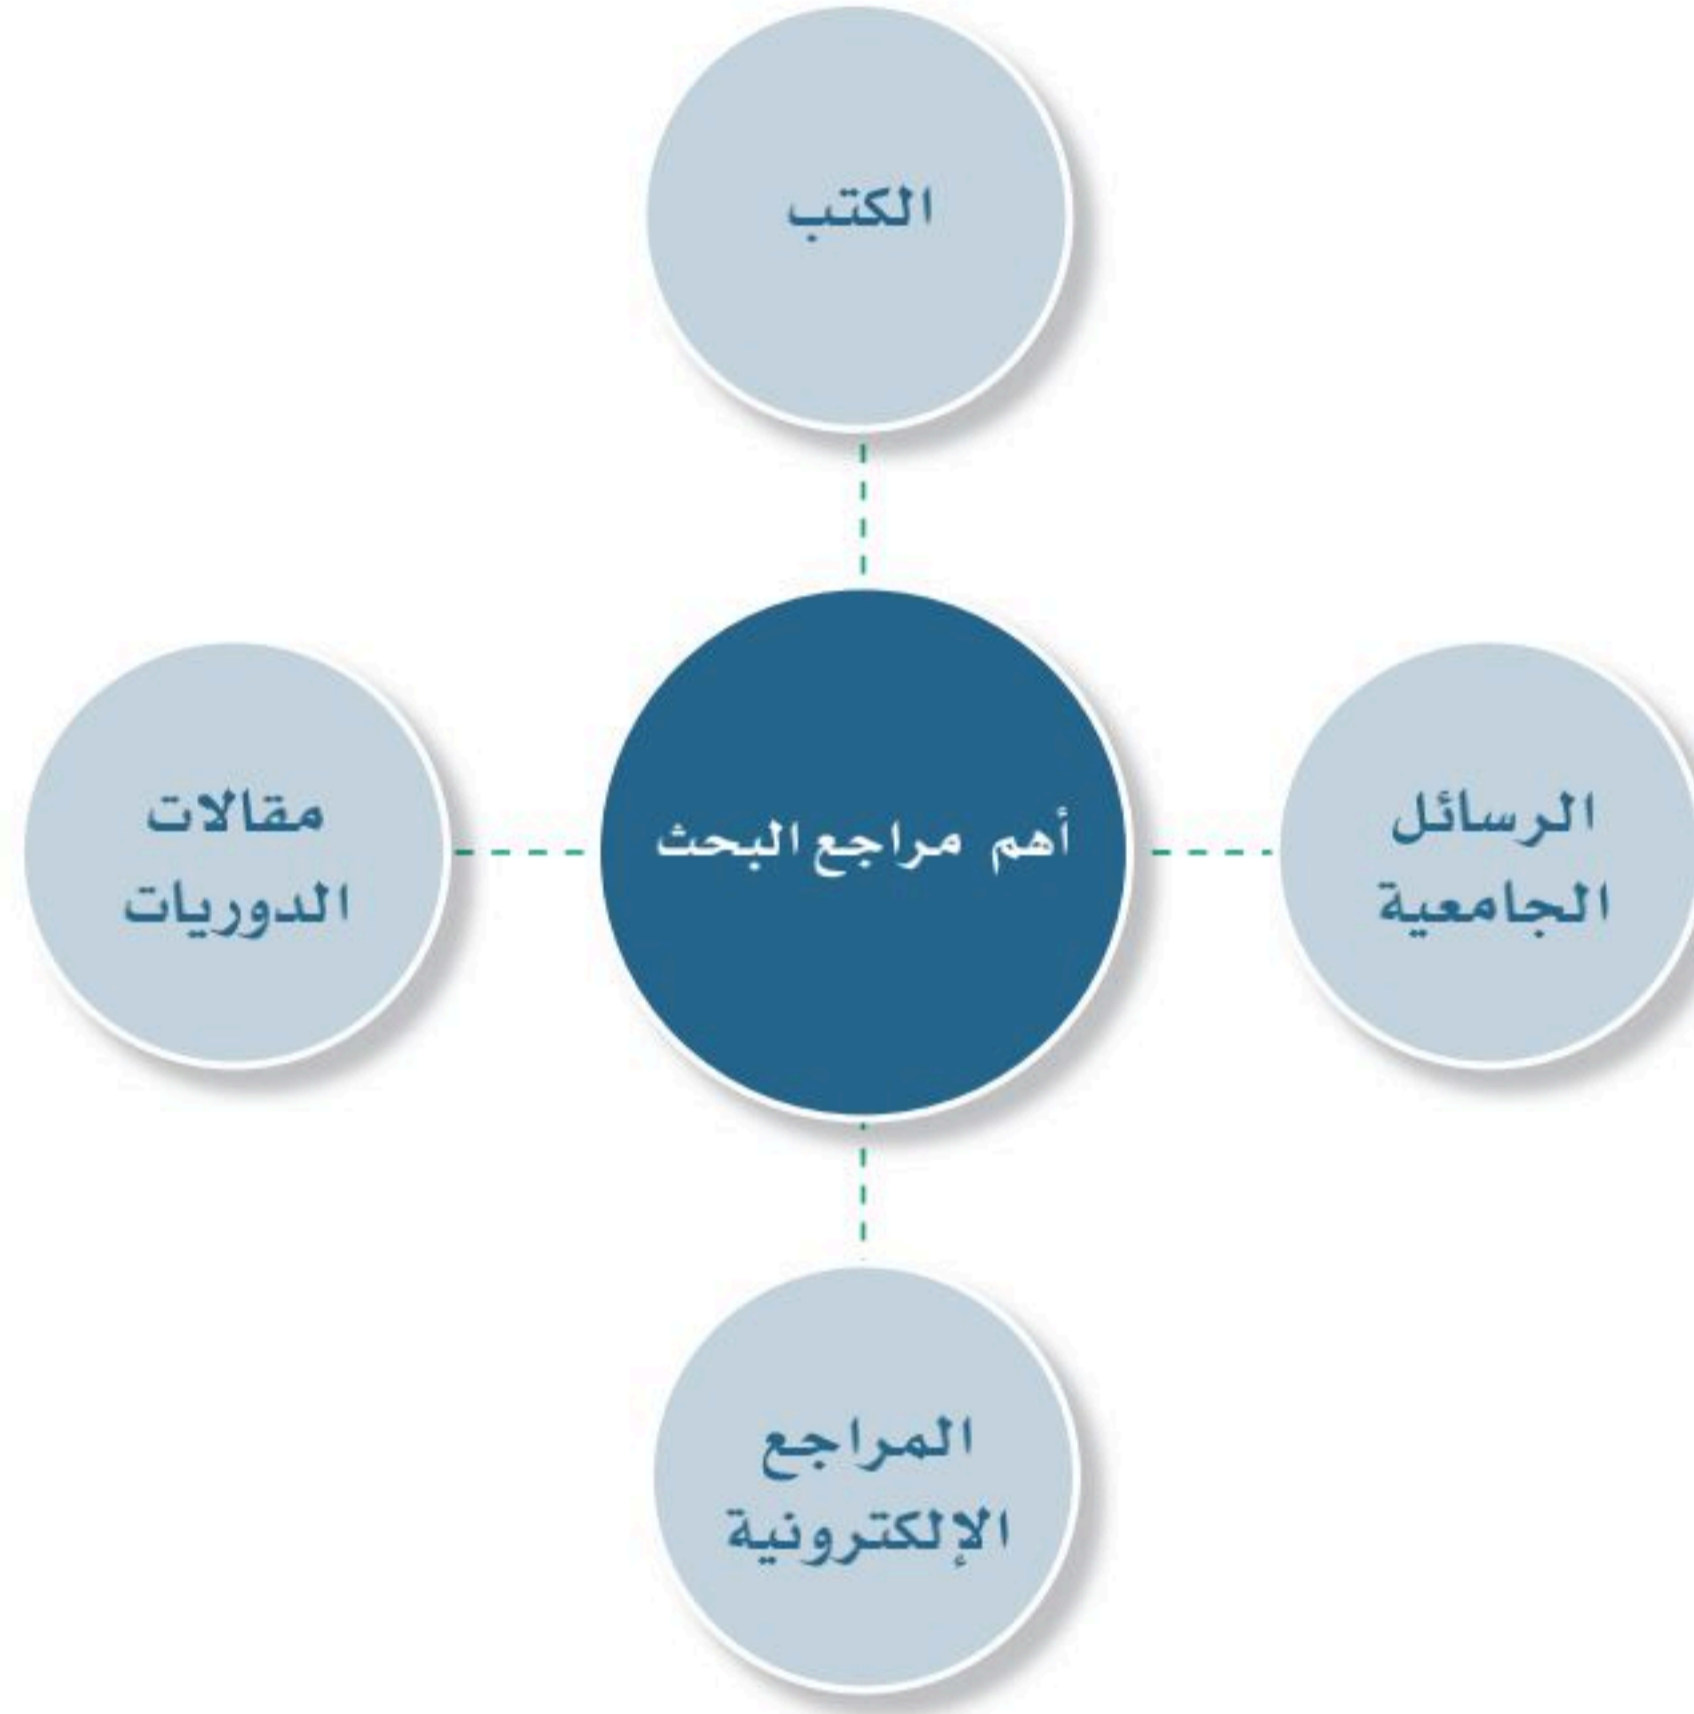 الكتب
الرسائل
الجامعية
أهم مراجع البحث
مقالات
الدوريات
المراجع
الإلكترونية